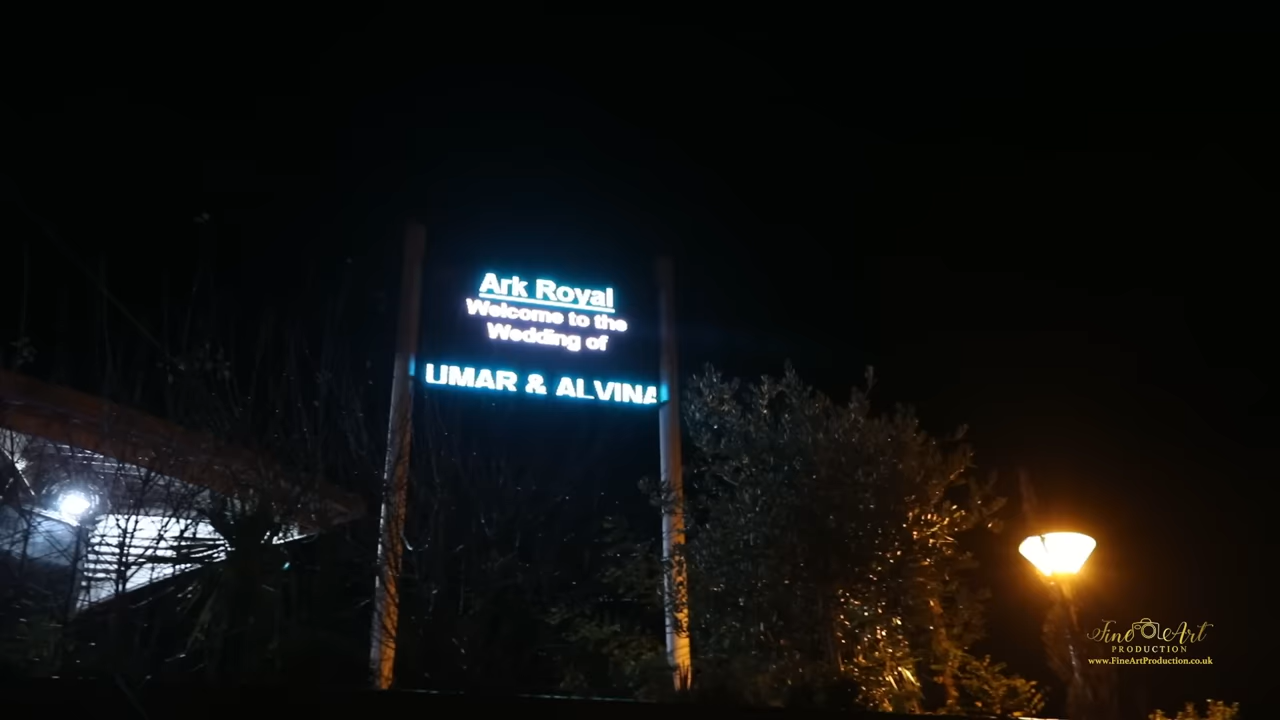 Ark Royal
Welcome to the
Wedding of
UMAR & ALVINA
Fine Art
PRODUCTION
www.FineArtProduction.co.uk